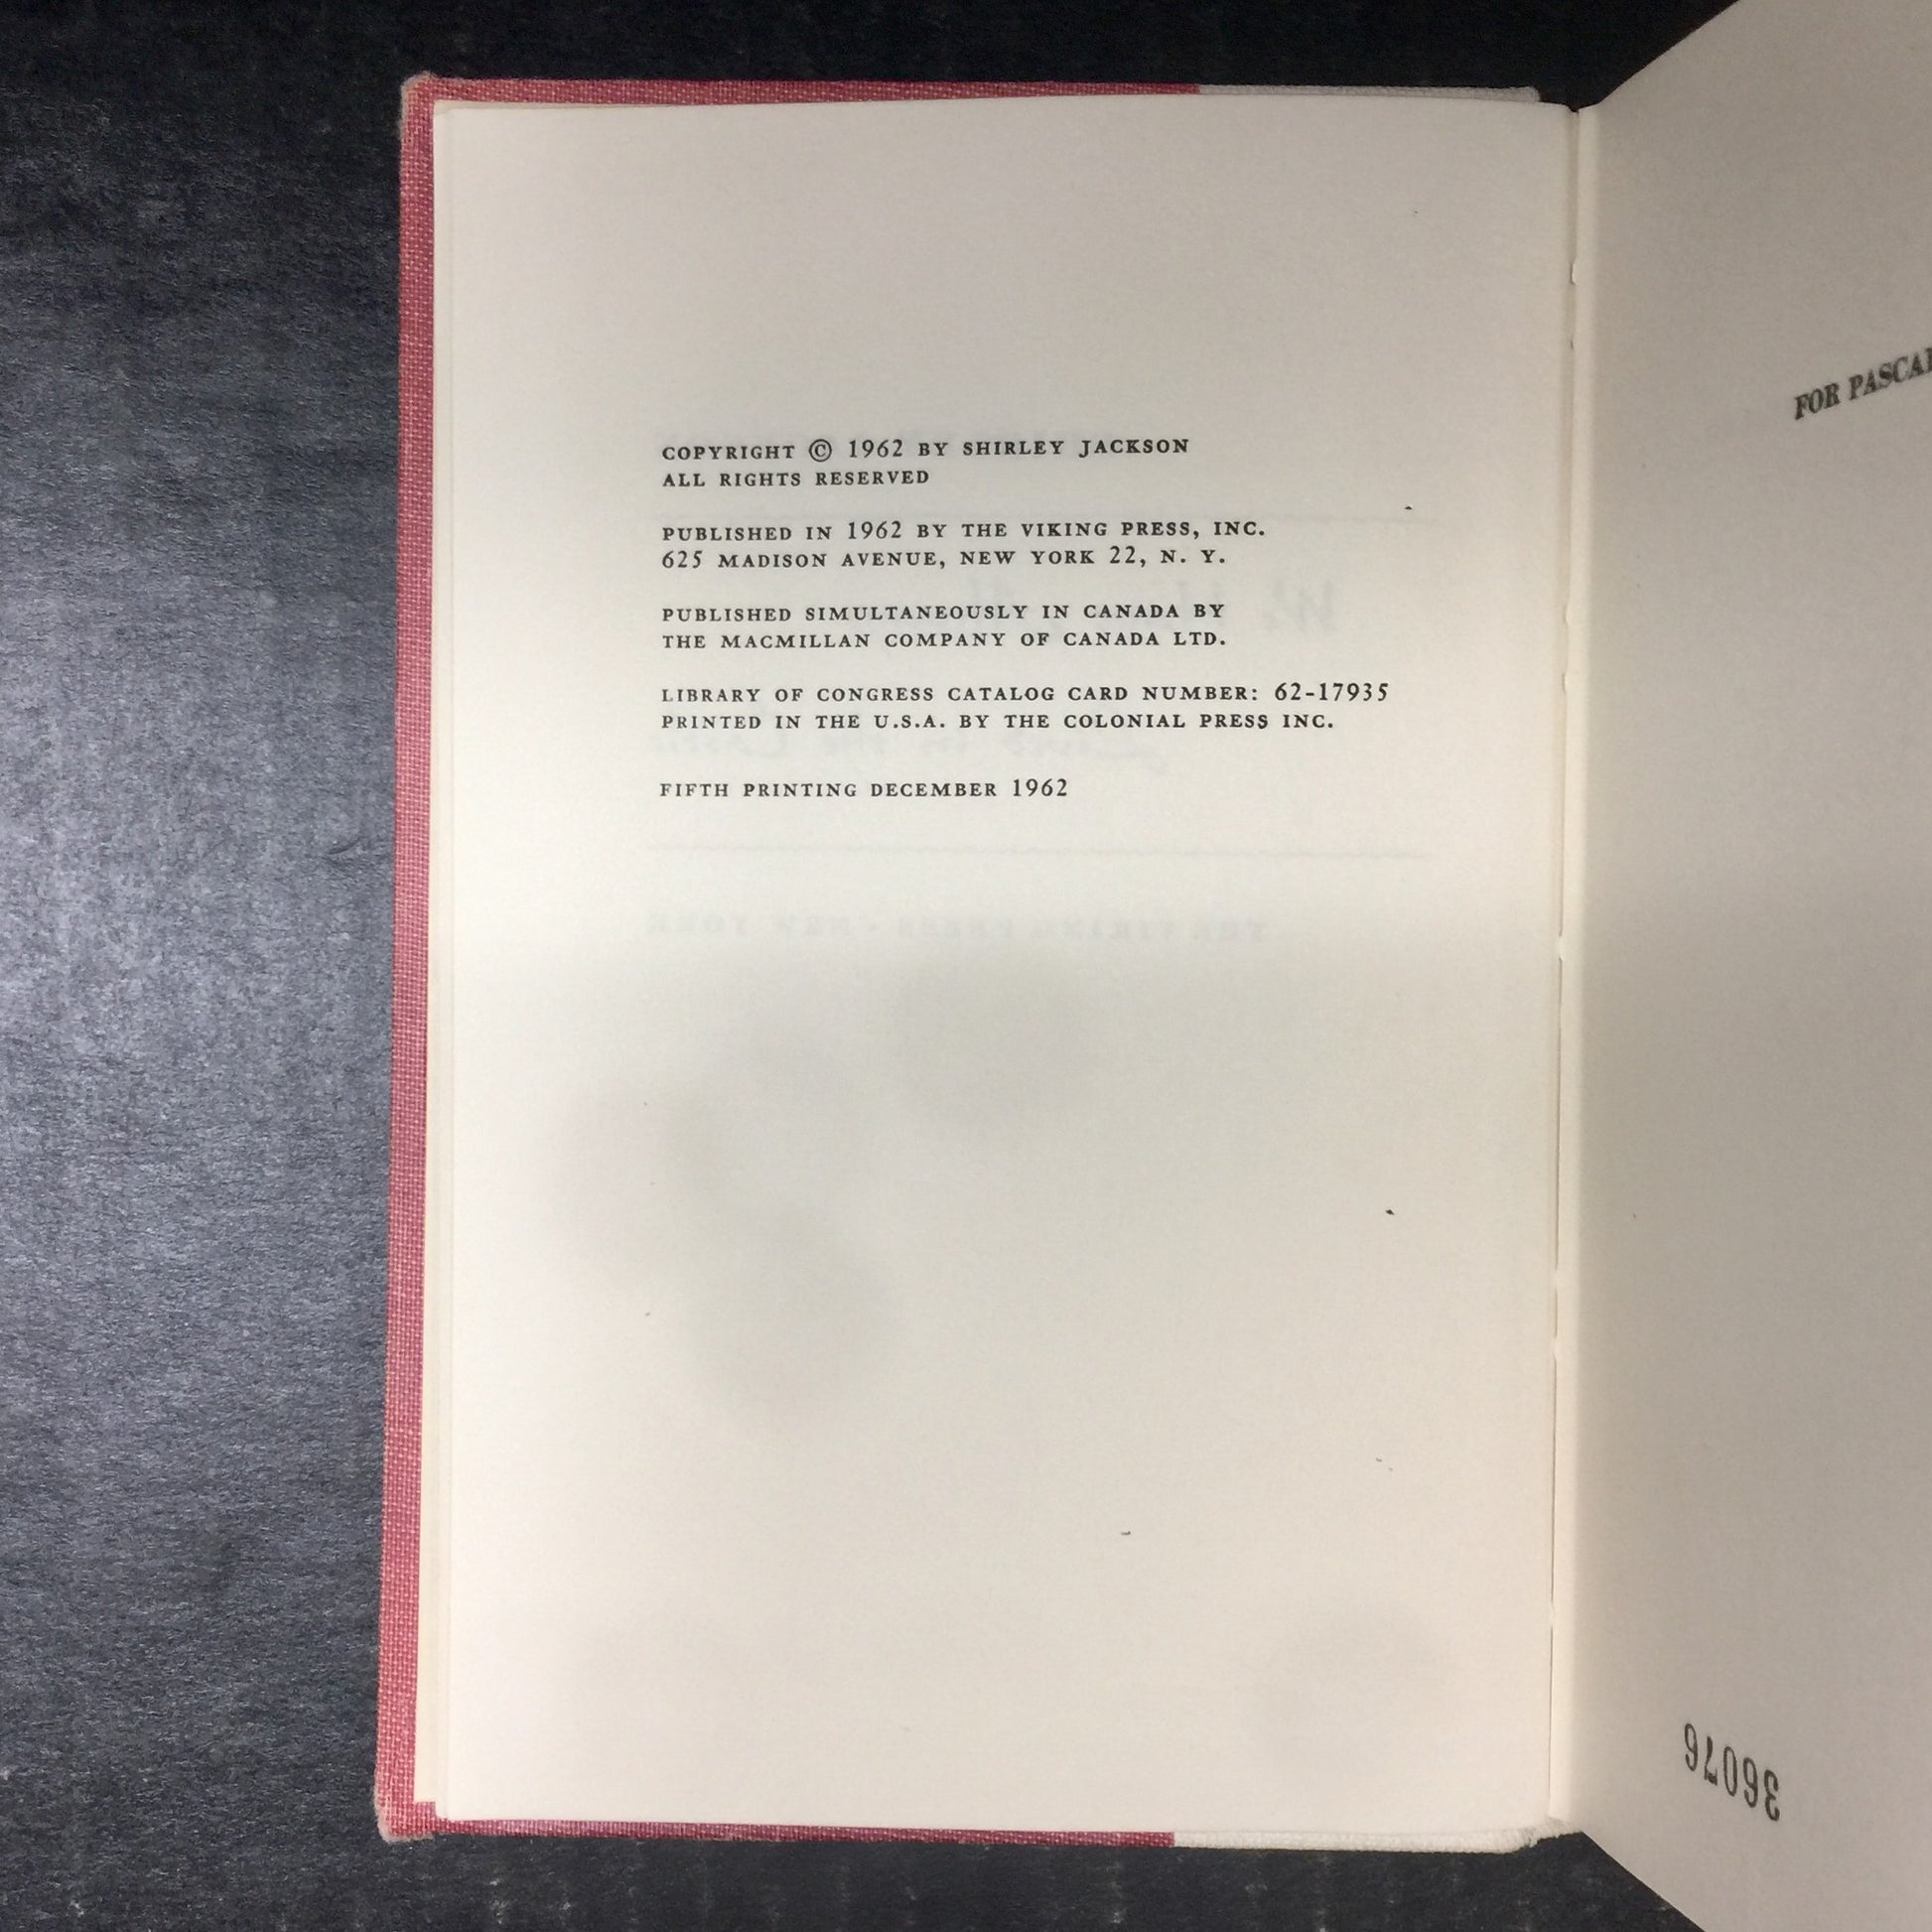 COPYRIGHT © 1962 BY SHIRLEY JACKSON
ALL RIGHTS RESERVED
PUBLISHED IN 1962 BY THE VIKING PRESS, INC.
625 MADISON AVENUE, NEW YORK 22, N. Y.
PUBLISHED SIMULTANEOUSLY IN CANADA BY
THE MACMILLAN COMPANY OF CANADA LTD.
LIBRARY OF CONGRESS CATALOG CARD NUMBER: 62-17935
PRINTED IN THE U.S.A. BY THE COLONIAL PRESS INC.
FIFTH PRINTING DECEMBER 1962
FOR PASCAL
36076